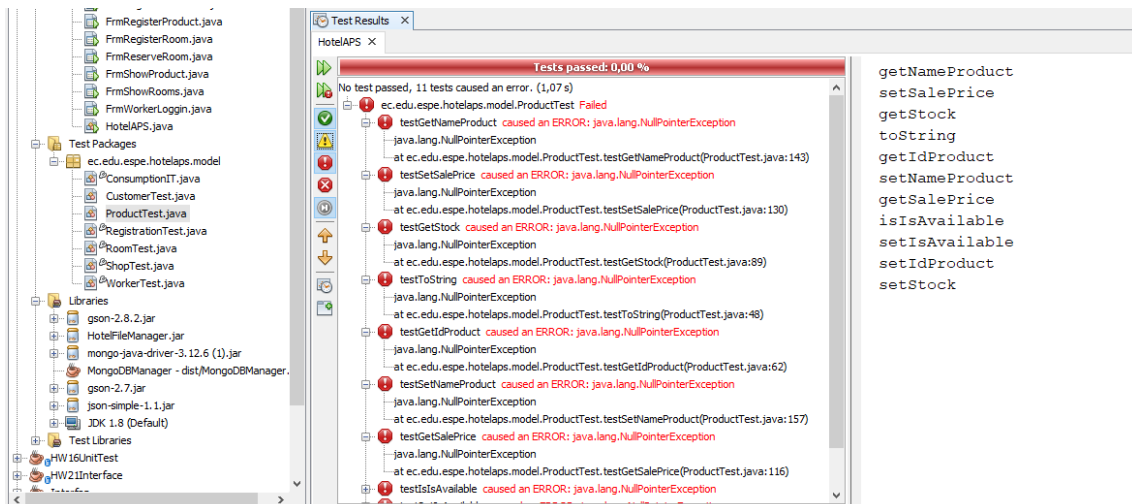 FrmRegisterProduct.java
FrmRegisterRoom.java
FrmReserveRoom.java
FrmShowProduct.java
FrmShowRooms.java
FrmWorkerLoggin.java
HotelAPS.java
Test Packages
ec.edu.espe.hotelaps.model
ConsumptionIT.java
CustomerTest.java
ProductTest.java
RegistrationTest.java
RoomTest.java
ShopTest.java
WorkerTest.java
Libraries
gson-2.8.2.jar
HotelFileManager.jar
mongo-java-driver-3.12.6 (1).jar
MongoDBManager - dist/MongoDBManager.
gson-2.7.jar
json-simple-1.1.jar
JDK 1.8 (Default)
Test Libraries
HW16UnitTest
HW21Interface
Test Results
HotelAPS
Tests passed: 0,00 %
No test passed, 11 tests caused an error. (1,07 s)
ec.edu.espe.hotelaps.model.ProductTest Failed
testGetNameProduct caused an ERROR: java.lang.NullPointerException
java.lang.NullPointerException
at ec.edu.espe.hotelaps.model.ProductTest.testGetNameProduct(ProductTest.java:143)
testSetSalePrice caused an ERROR: java.lang.NullPointerException
java.lang.NullPointerException
at ec.edu.espe.hotelaps.model.ProductTest.testSetSalePrice(ProductTest.java:130)
testGetStock caused an ERROR: java.lang.NullPointerException
java.lang.NullPointerException
at ec.edu.espe.hotelaps.model.ProductTest.testGetStock(ProductTest.java:89)
testToString caused an ERROR: java.lang.NullPointerException
java.lang.NullPointerException
at ec.edu.espe.hotelaps.model.ProductTest.testToString(ProductTest.java:48)
testGetIdProduct caused an ERROR: java.lang.NullPointerException
java.lang.NullPointerException
at ec.edu.espe.hotelaps.model.ProductTest.testGetIdProduct(ProductTest.java:62)
testSetNameProduct caused an ERROR: java.lang.NullPointerException
java.lang.NullPointerException
at ec.edu.espe.hotelaps.model.ProductTest.testSetNameProduct(ProductTest.java:157)
testGetSalePrice caused an ERROR: java.lang.NullPointerException
java.lang.NullPointerException
at ec.edu.espe.hotelaps.model.ProductTest.testGetSalePrice(ProductTest.java:116)
testIsIsAvailable caused an ERROR: java.lang.NullPointerException
getNameProduct
setSalePrice
getStock
toString
getIdProduct
setNameProduct
getSalePrice
isIsAvailable
setIsAvailable
setIdProduct
setStock